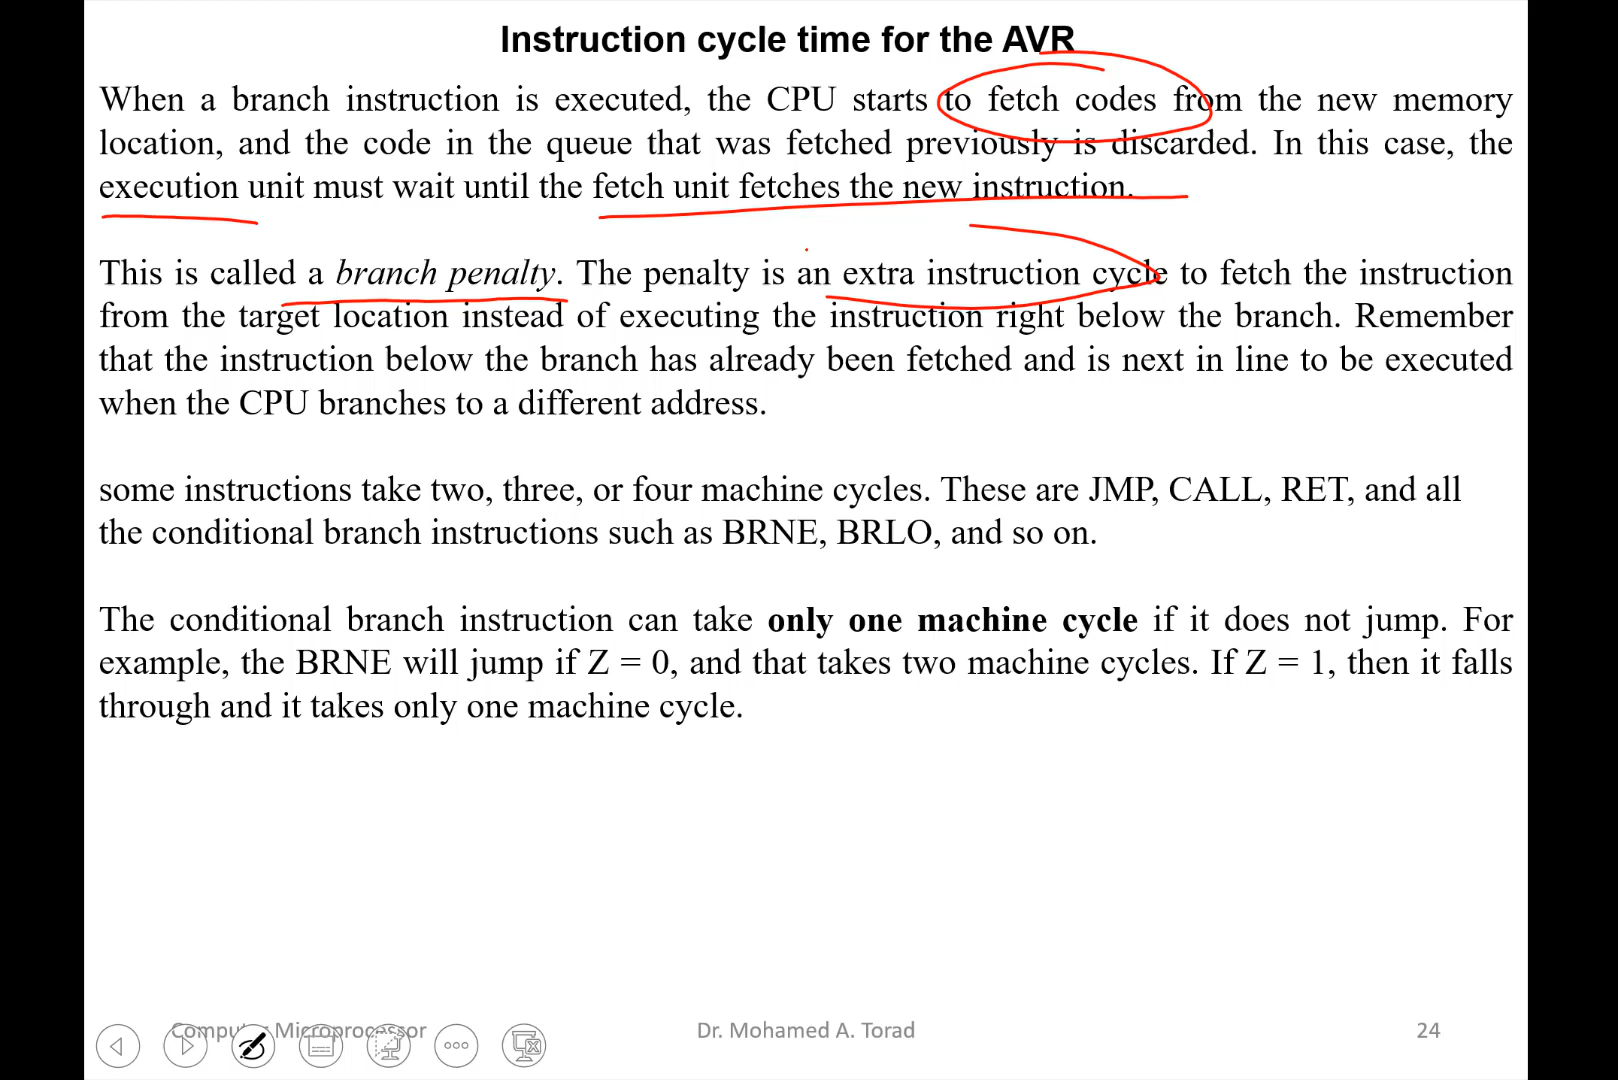 Instruction cycle time for the AVR
When a branch instruction is executed, the CPU starts to fetch codes from the new memory
location, and the code in the queue that was fetched previously is discarded. In this case, the
execution unit must wait until the fetch unit fetches the new instruction.
This is called a branch penalty. The penalty is an extra instruction cycle to fetch the instruction
from the target location instead of executing the instruction right below the branch. Remember
that the instruction below the branch has already been fetched and is next in line to be executed
when the CPU branches to a different address.
some instructions take two, three, or four machine cycles. These are JMP, CALL, RET, and all
the conditional branch instructions such as BRNE, BRLO, and so on.
The conditional branch instruction can take only one machine cycle if it does not jump. For
example, the BRNE will jump if Z = 0, and that takes two machine cycles. If Z = 1, then it falls
through and it takes only one machine cycle.
Computer Microprocessor
Dr. Mohamed A. Torad
24